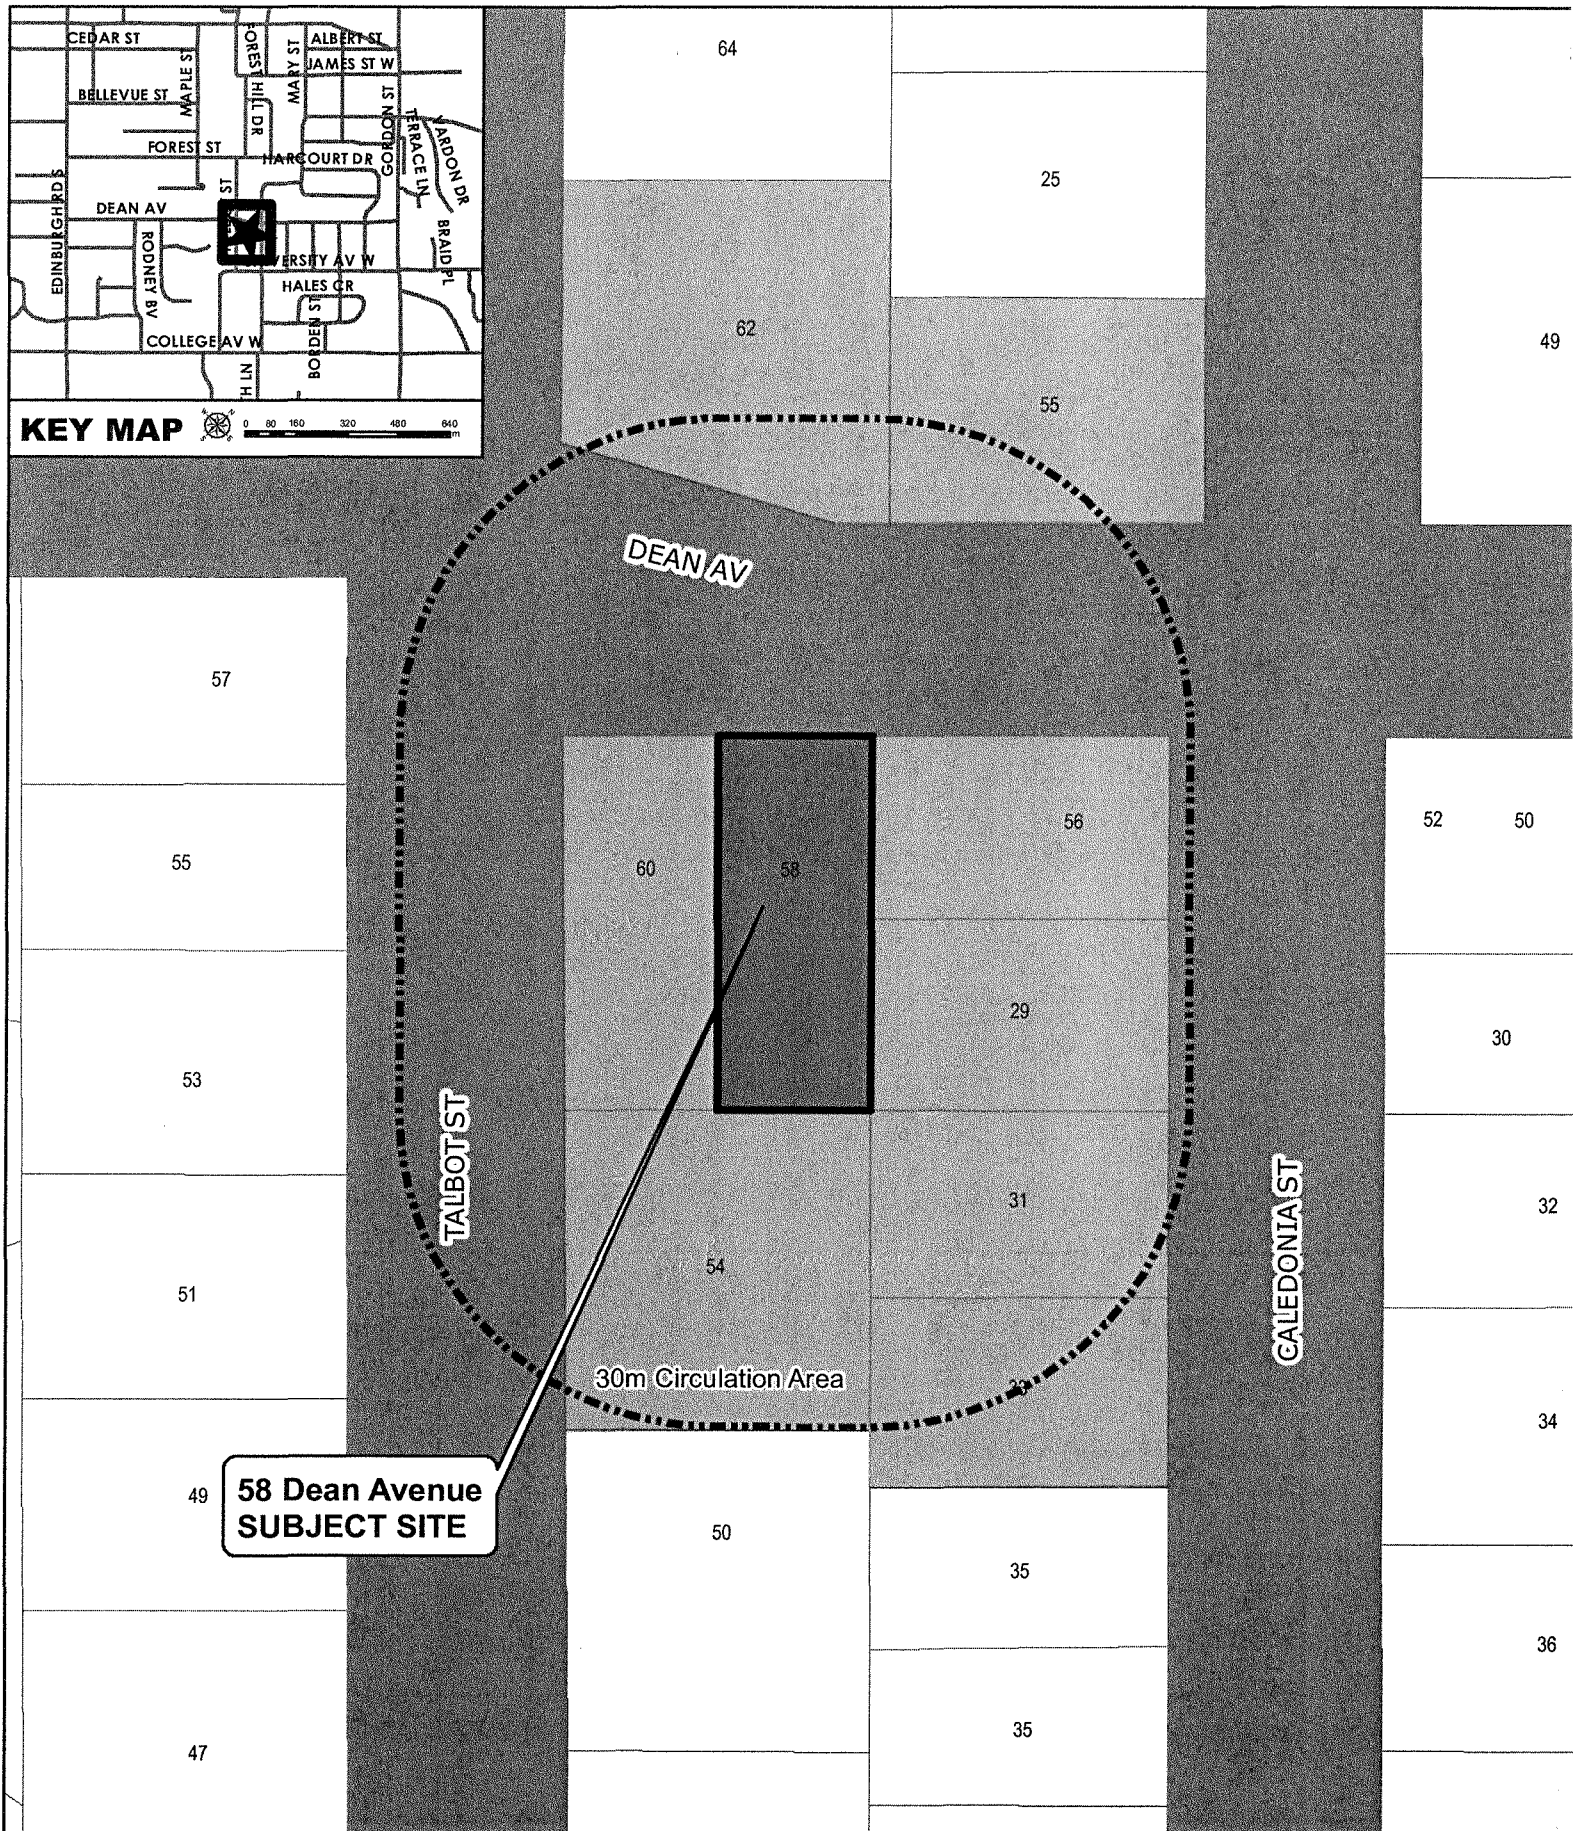 CEDAR ST
MAPLE ST
FOREST HILL DR
MARY ST
ALBERT ST
JAMES ST W
BELLEVUE ST
GORDON ST
TERRACE LN
VARDON DR
FOREST ST
HARCOURT DR
EDINBURGH RD S
DEAN AV
ST
RODNEY BV
VERSITY AV W
BRAID PL
HALES CR
BORDEN ST
COLLEGE AV W
H LN
KEY MAP
0 80 160 320 480 640
m
64
25
62
55
49
DEAN AV
57
55
53
51
49
47
60
58
56
29
52 50
30
31
32
54
34
36
TALBOT ST
CALEDONIA ST
30m Circulation Area
58 Dean Avenue
SUBJECT SITE
50
35
35